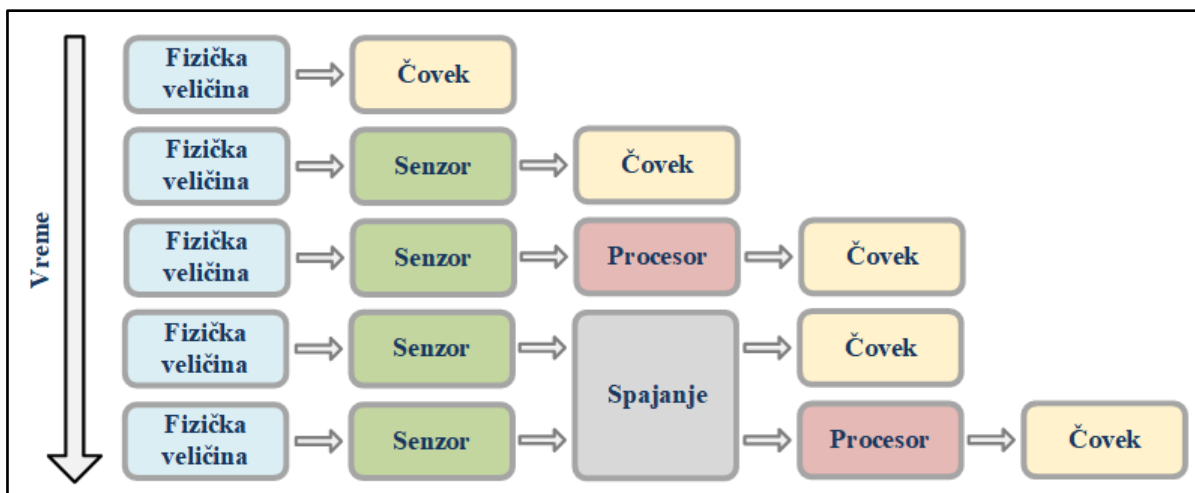 Vreme
Fizička
veličina
Čovek
Fizička
veličina
Senzor
Čovek
Fizička
veličina
Senzor
Procesor
Čovek
Fizička
veličina
Senzor
Spajanje
Čovek
Fizička
veličina
Senzor
Procesor
Čovek